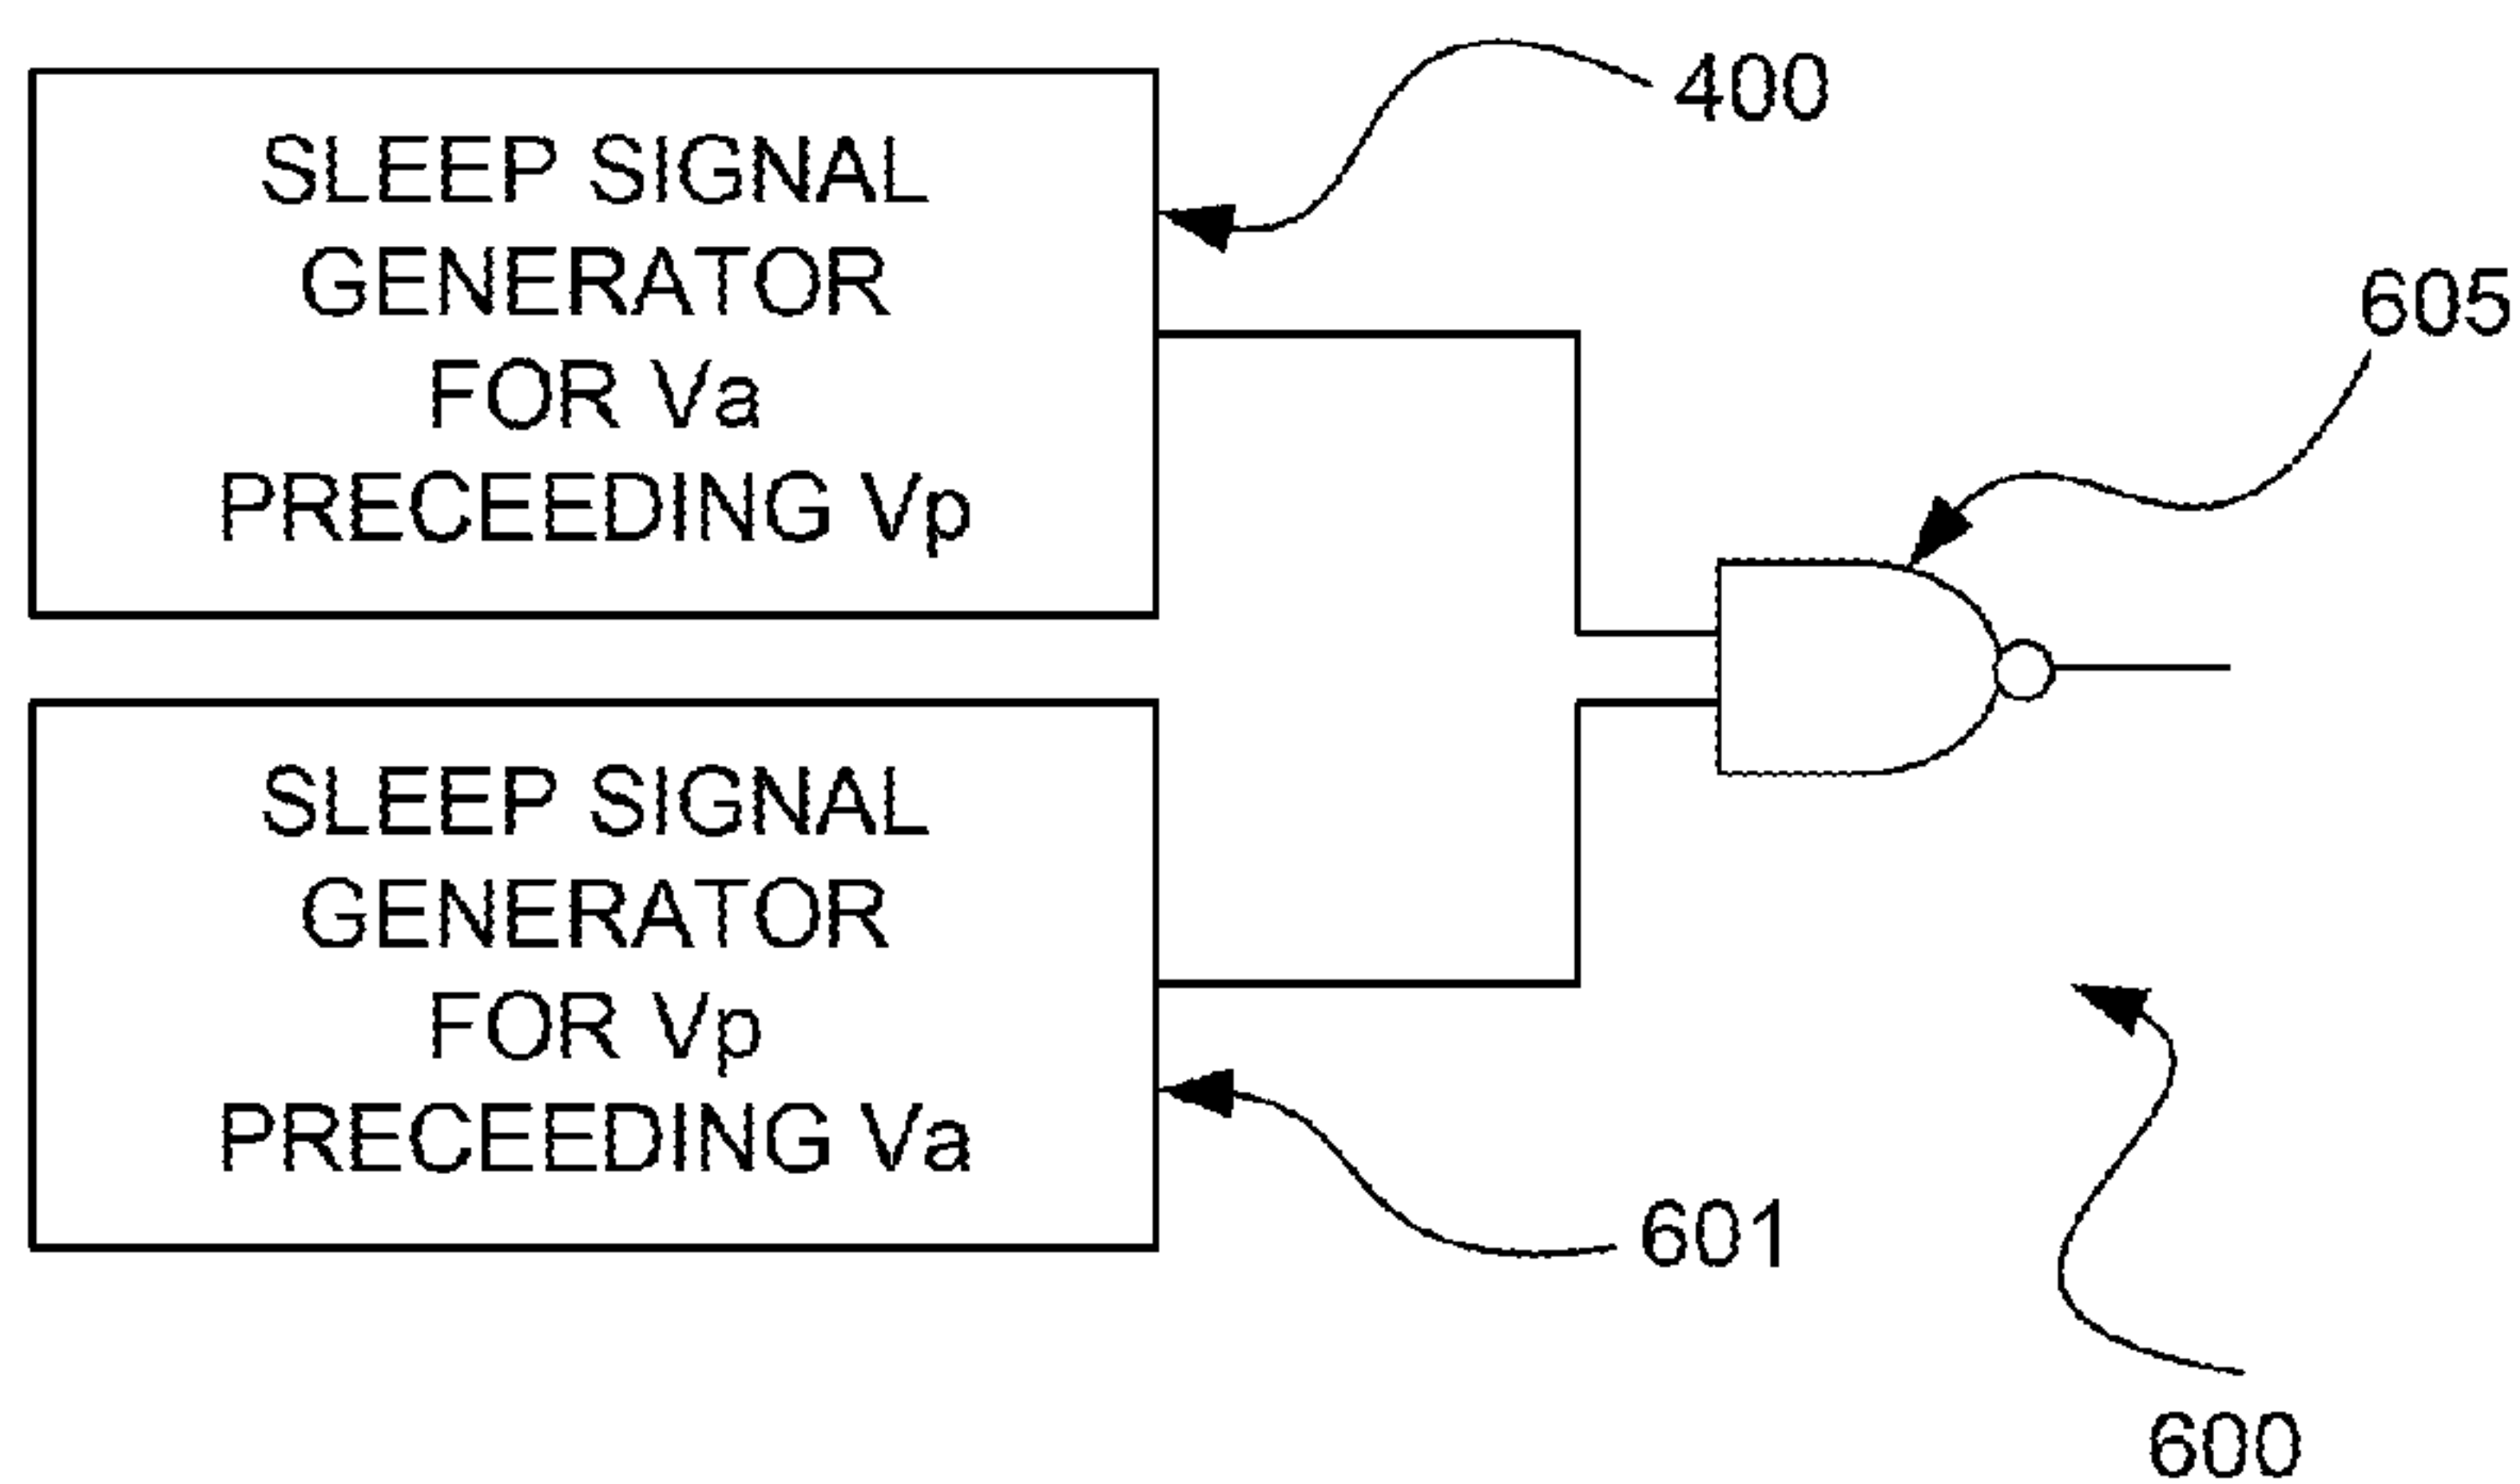 SLEEP SIGNAL
GENERATOR
FOR Va
PRECEEDING Vp
400
605
SLEEP SIGNAL
GENERATOR
FOR Vp
PRECEEDING Va
601
600